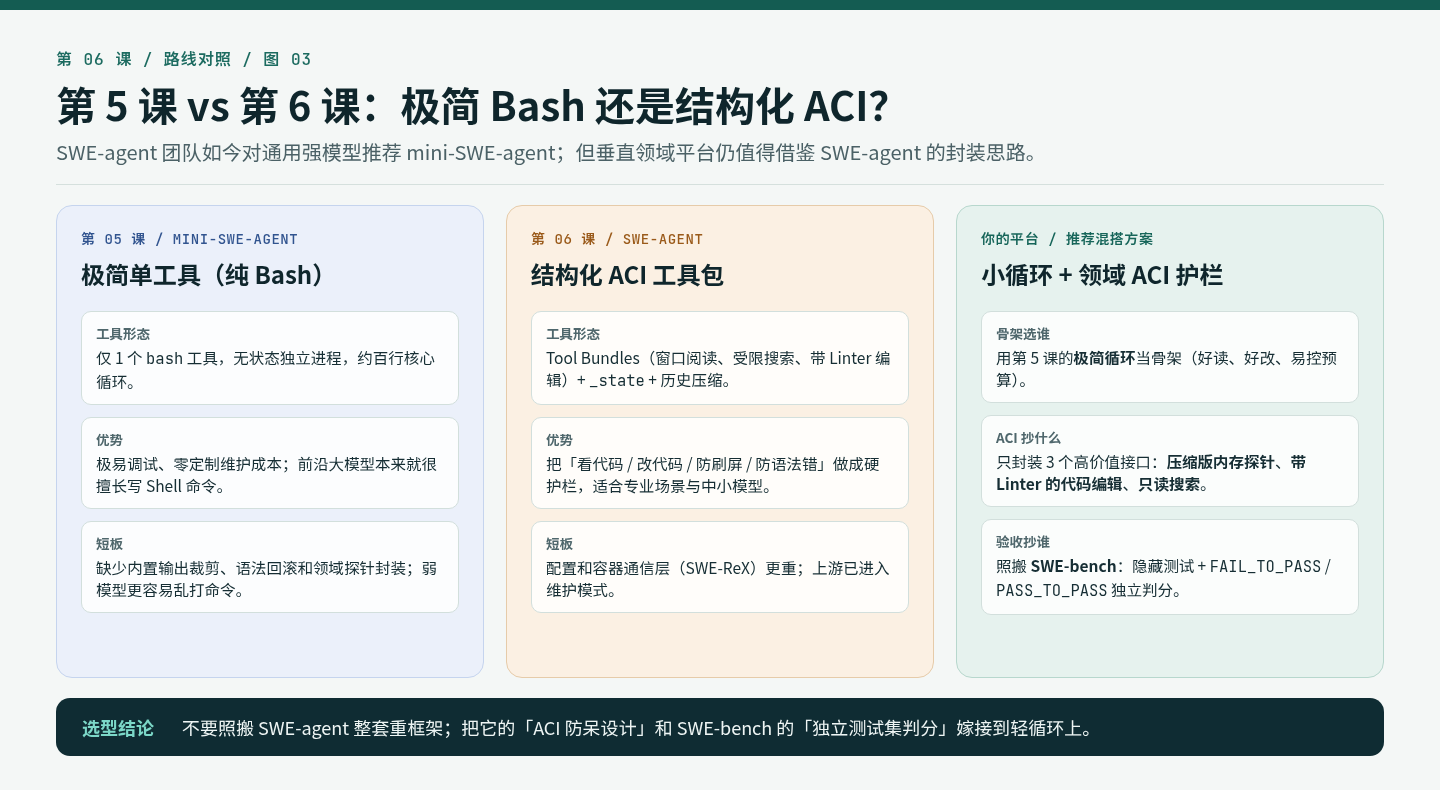 第 06 课 / 路线对照 / 图 03
第 5 课 vs 第 6 课：极简 Bash 还是结构化 ACI？
SWE-agent 团队如今对通用强模型推荐 mini-SWE-agent；但垂直领域平台仍值得借鉴 SWE-agent 的封装思路。
第 05 课 / MINI-SWE-AGENT
极简单工具（纯 Bash）
工具形态
仅 1 个 bash 工具，无状态独立进程，约百行核心
循环。
优势
极易调试、零定制维护成本；前沿大模型本来就很
擅长写 Shell 命令。
短板
缺少内置输出裁剪、语法回滚和领域探针封装；弱
模型更容易乱打命令。
第 06 课 / SWE-AGENT
结构化 ACI 工具包
工具形态
Tool Bundles（窗口阅读、受限搜索、带 Linter 编
辑）+ _state + 历史压缩。
优势
把「看代码 / 改代码 / 防刷屏 / 防语法错」做成硬
护栏，适合专业场景与中小模型。
短板
配置和容器通信层（SWE-ReX）更重；上游已进入
维护模式。
你的平台 / 推荐混搭方案
小循环 + 领域 ACI 护栏
骨架选谁
用第 5 课的极简循环当骨架（好读、好改、易控预
算）。
ACI 抄什么
只封装 3 个高价值接口：压缩版内存探针、带
Linter 的代码编辑、只读搜索。
验收抄谁
照搬 SWE-bench：隐藏测试 + FAIL_TO_PASS /
PASS_TO_PASS 独立判分。
选型结论
不要照搬 SWE-agent 整套重框架；把它的「ACI 防呆设计」和 SWE-bench 的「独立测试集判分」嫁接到轻循环上。